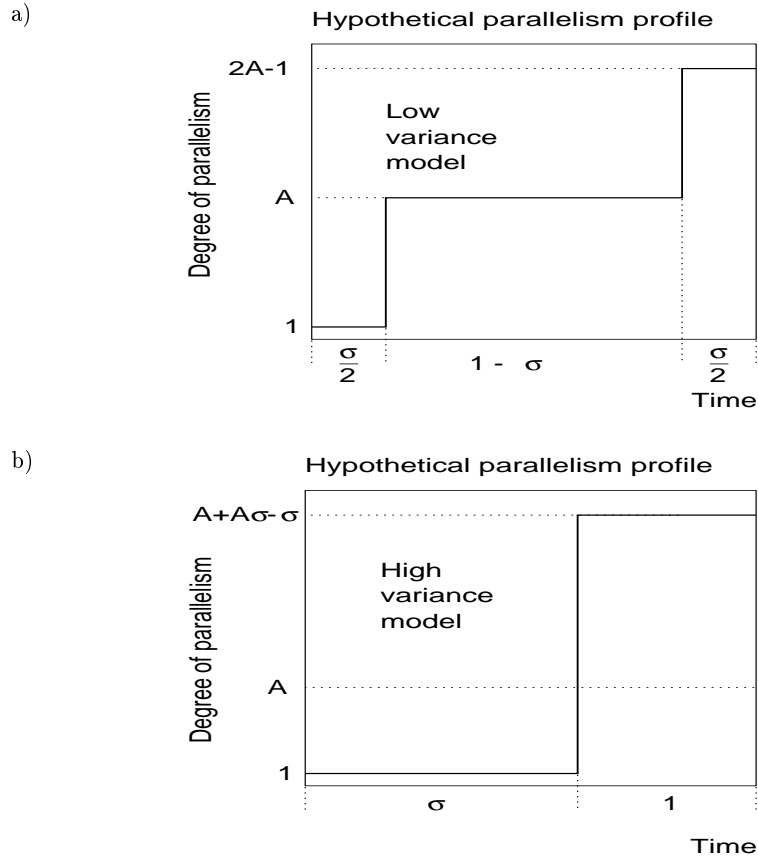 a)
Hypothetical parallelism profile
Degree of parallelism
2A-1
A
1
Low
variance
model
σ
2
1 - σ
σ
2
Time
b)
Hypothetical parallelism profile
Degree of parallelism
A+Aσ-σ
A
1
High
variance
model
σ
1
Time